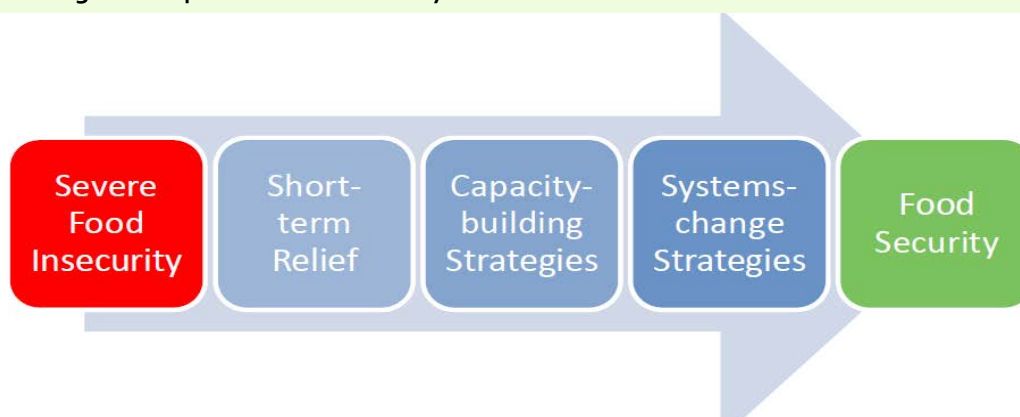 Severe
Food
Insecurity
Short-
term
Relief
Capacity-
building
Strategies
Systems-
change
Strategies
Food
Security